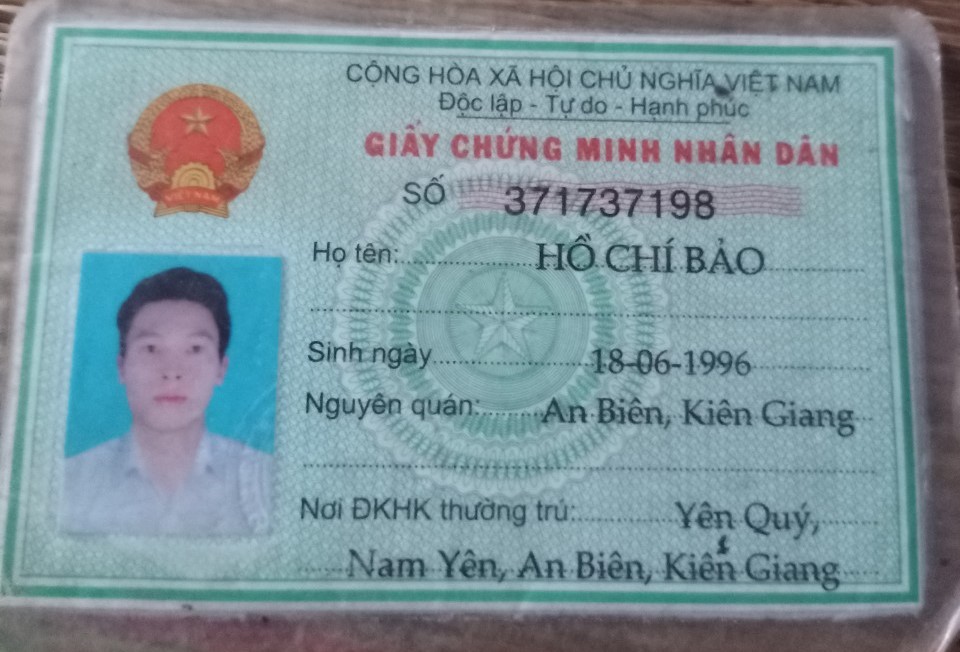 CỘNG HÒA XÃ HỘI CHỦ NGHĨA VIỆT NAM
Độc lập - Tự do - Hạnh phúc
GIẤY CHỨNG MINH NHÂN DÂN
SỐ 371737198
Họ tên: HỒ CHÍ BẢO
Sinh ngày 18-06-1996
Nguyên quán: An Biên, Kiên Giang
Nơi ĐKHK thường trú: Yên Quý,
Nam Yên, An Biên, Kiên Giang
VIỆT NAM